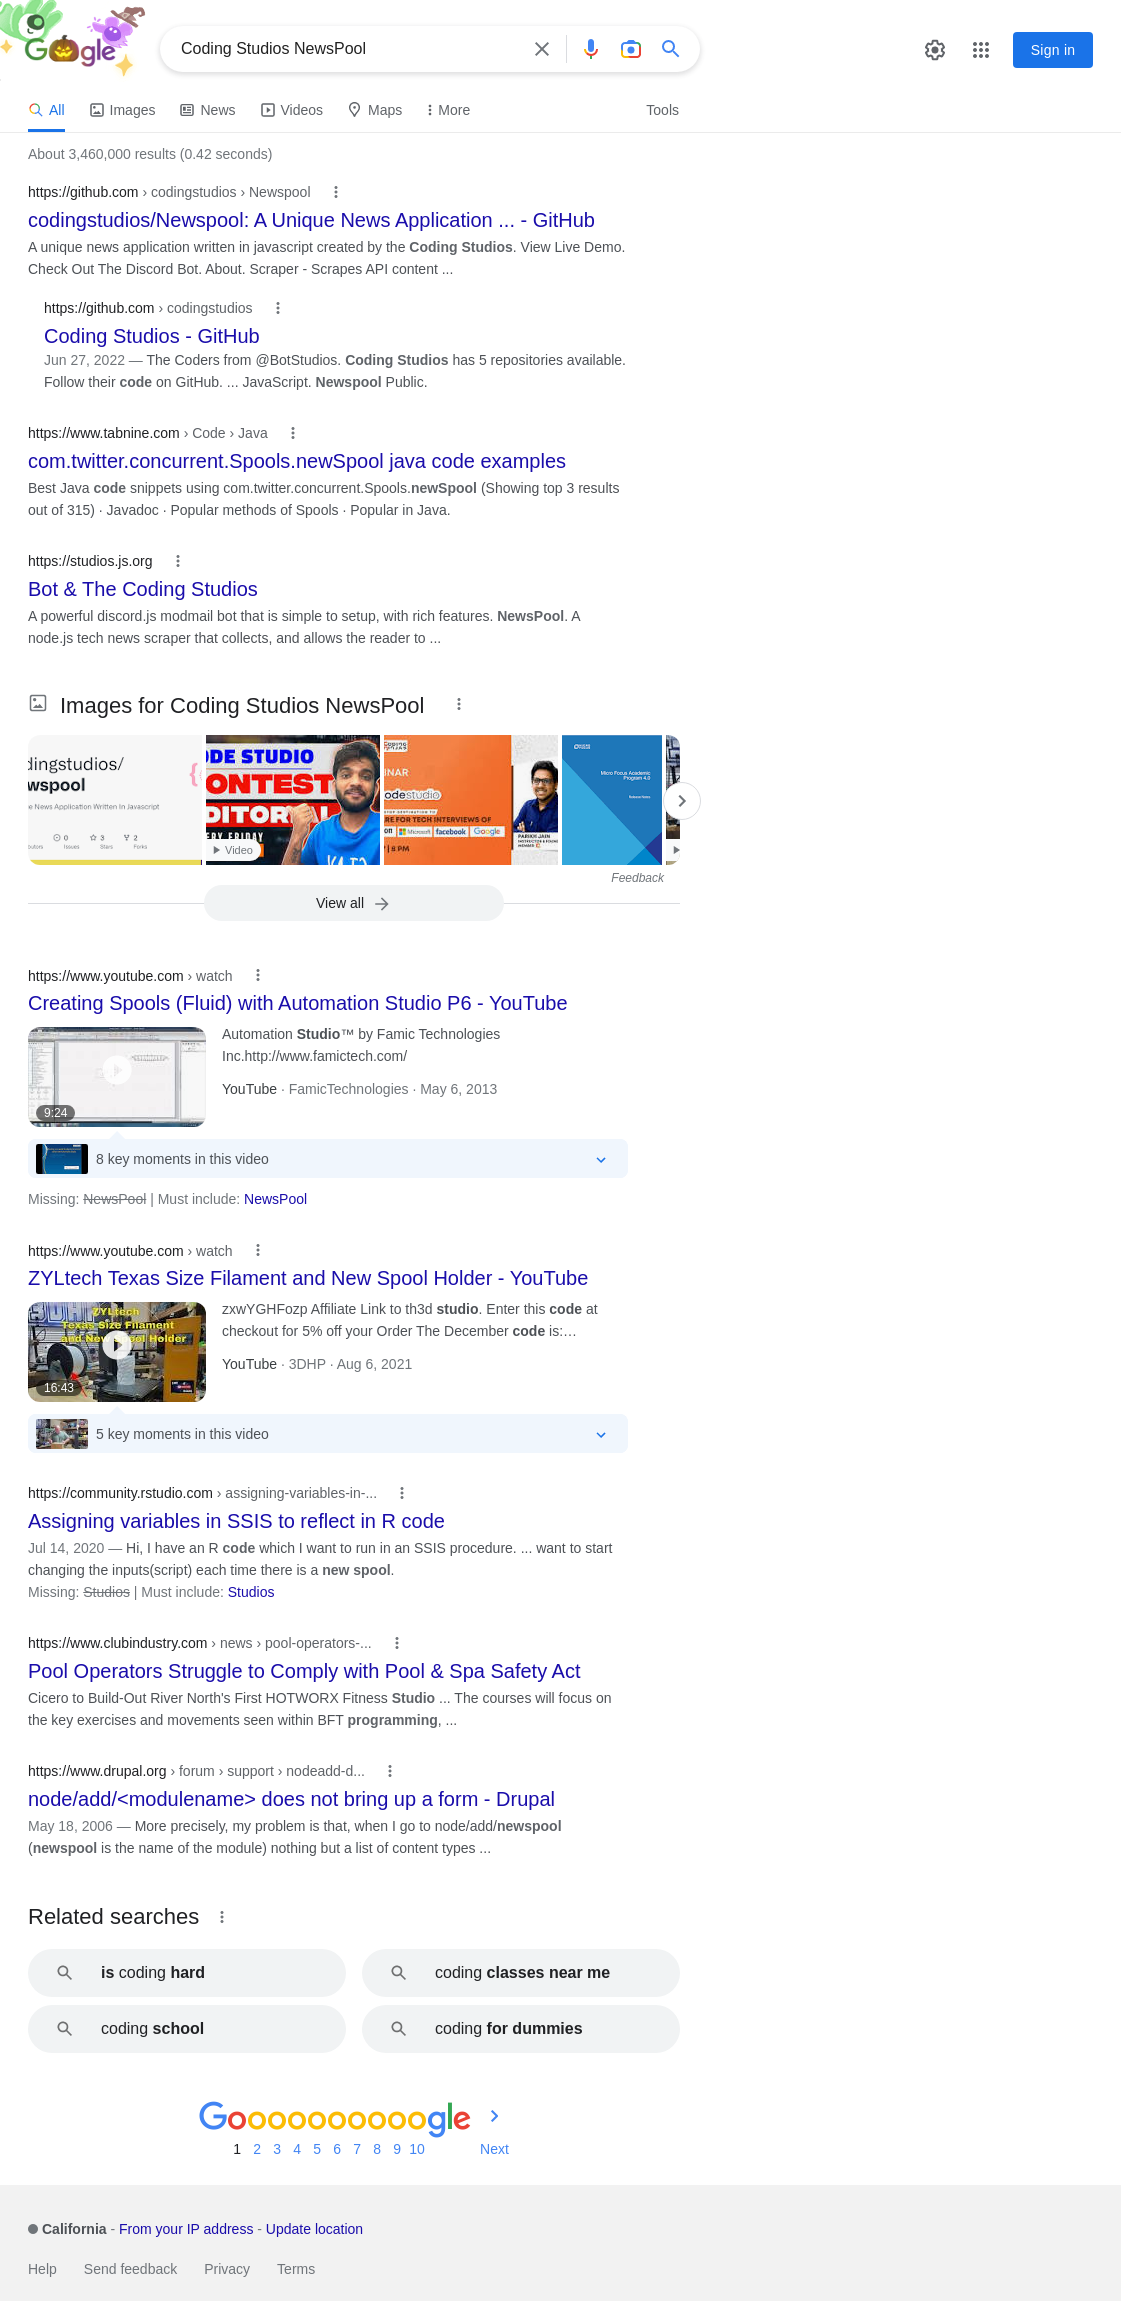 Google
Coding Studios NewsPool
Sign in
All Images News Videos Maps More Tools
About 3,460,000 results (0.42 seconds)
https://github.com › codingstudios › Newspool
codingstudios/Newspool: A Unique News Application ... - GitHub
A unique news application written in javascript created by the Coding Studios. View Live Demo.
Check Out The Discord Bot. About. Scraper - Scrapes API content ...
https://github.com › codingstudios
Coding Studios - GitHub
Jun 27, 2022 — The Coders from @BotStudios. Coding Studios has 5 repositories available.
Follow their code on GitHub. ... JavaScript. Newspool Public.
https://www.tabnine.com › Code › Java
com.twitter.concurrent.Spools.newSpool java code examples
Best Java code snippets using com.twitter.concurrent.Spools.newSpool (Showing top 3 results
out of 315) · Javadoc · Popular methods of Spools · Popular in Java.
https://studios.js.org
Bot & The Coding Studios
A powerful discord.js modmail bot that is simple to setup, with rich features. NewsPool. A
node.js tech news scraper that collects, and allows the reader to ...
Images for Coding Studios NewsPool
dingstudios/
wspool
e News Application Written In Javascript
0 3 2
Issues Stars Forks
ODE STUDIO
ONTEST
DITORIAL
Video
INAR
odestudio
RE FOR TECH INTERVIEWS OF
Microsoft facebook Google
| 8 PM
PARIKH JAIN
Micro Focus Academic
Program 4.0
Release Notes
Feedback
View all
https://www.youtube.com › watch
Creating Spools (Fluid) with Automation Studio P6 - YouTube
9:24
Automation Studio™ by Famic Technologies
Inc.http://www.famictech.com/
YouTube · FamicTechnologies · May 6, 2013
8 key moments in this video
Missing: NewsPool | Must include: NewsPool
https://www.youtube.com › watch
ZYLtech Texas Size Filament and New Spool Holder - YouTube
ZYLtech
Texas Size Filament
and New Spool Holder
16:43
zxwYGHFozp Affiliate Link to th3d studio. Enter this code at
checkout for 5% off your Order The December code is:…
YouTube · 3DHP · Aug 6, 2021
5 key moments in this video
https://community.rstudio.com › assigning-variables-in-...
Assigning variables in SSIS to reflect in R code
Jul 14, 2020 — Hi, I have an R code which I want to run in an SSIS procedure. ... want to start
changing the inputs(script) each time there is a new spool.
Missing: Studios | Must include: Studios
https://www.clubindustry.com › news › pool-operators-...
Pool Operators Struggle to Comply with Pool & Spa Safety Act
Cicero to Build-Out River North's First HOTWORX Fitness Studio ... The courses will focus on
the key exercises and movements seen within BFT programming, ...
https://www.drupal.org › forum › support › nodeadd-d...
node/add/<modulename> does not bring up a form - Drupal
May 18, 2006 — More precisely, my problem is that, when I go to node/add/newspool
(newspool is the name of the module) nothing but a list of content types ...
Related searches
is coding hard
coding classes near me
coding school
coding for dummies
Goooooooooogle
1 2 3 4 5 6 7 8 9 10 Next
California - From your IP address - Update location
Help Send feedback Privacy Terms